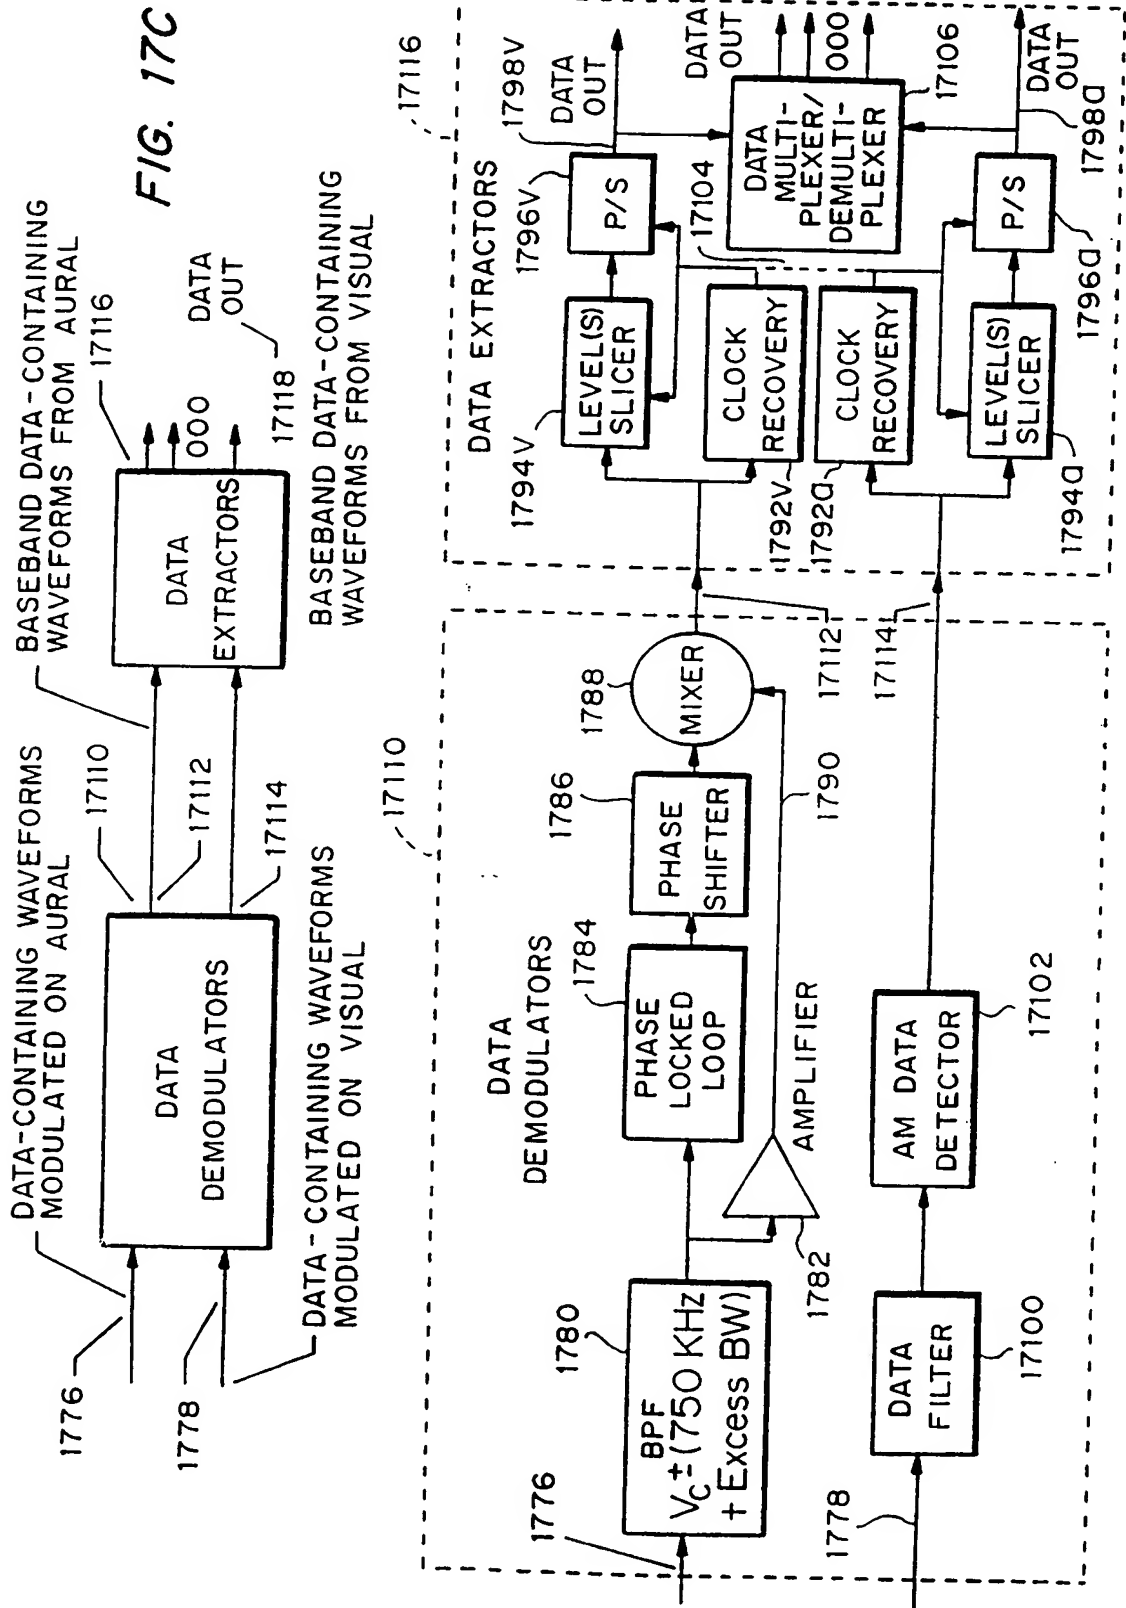 FIG. 17C
DATA-CONTAINING WAVEFORMS
MODULATED ON AURAL
BASEBAND DATA-CONTAINING
WAVEFORMS FROM AURAL
1776
1778
DATA
DEMODULATORS
17110
17112
17114
DATA
EXTRACTORS
17116
000
DATA
OUT
17118
DATA-CONTAINING WAVEFORMS
MODULATED ON VISUAL
BASEBAND DATA-CONTAINING
WAVEFORMS FROM VISUAL
17110
DATA
DEMODULATORS
1776
1780
BPF
Vc ± (750 KHz
+ Excess BW)
1782
AMPLIFIER
1784
PHASE
LOCKED
LOOP
1786
PHASE
SHIFTER
1788
MIXER
1790
17112
1778
DATA
FILTER
17100
AM DATA
DETECTOR
17102
17114
17116
DATA EXTRACTORS
1794V
LEVEL(S)
SLICER
1796V
P/S
1798V
DATA
OUT
CLOCK
RECOVERY
1792V
17104
DATA
MULTI-
PLEXER/
DEMULTI-
PLEXER
DATA
OUT
000
17106
1792a
CLOCK
RECOVERY
LEVEL(S)
SLICER
1794a
P/S
1796a
DATA
OUT
1798a